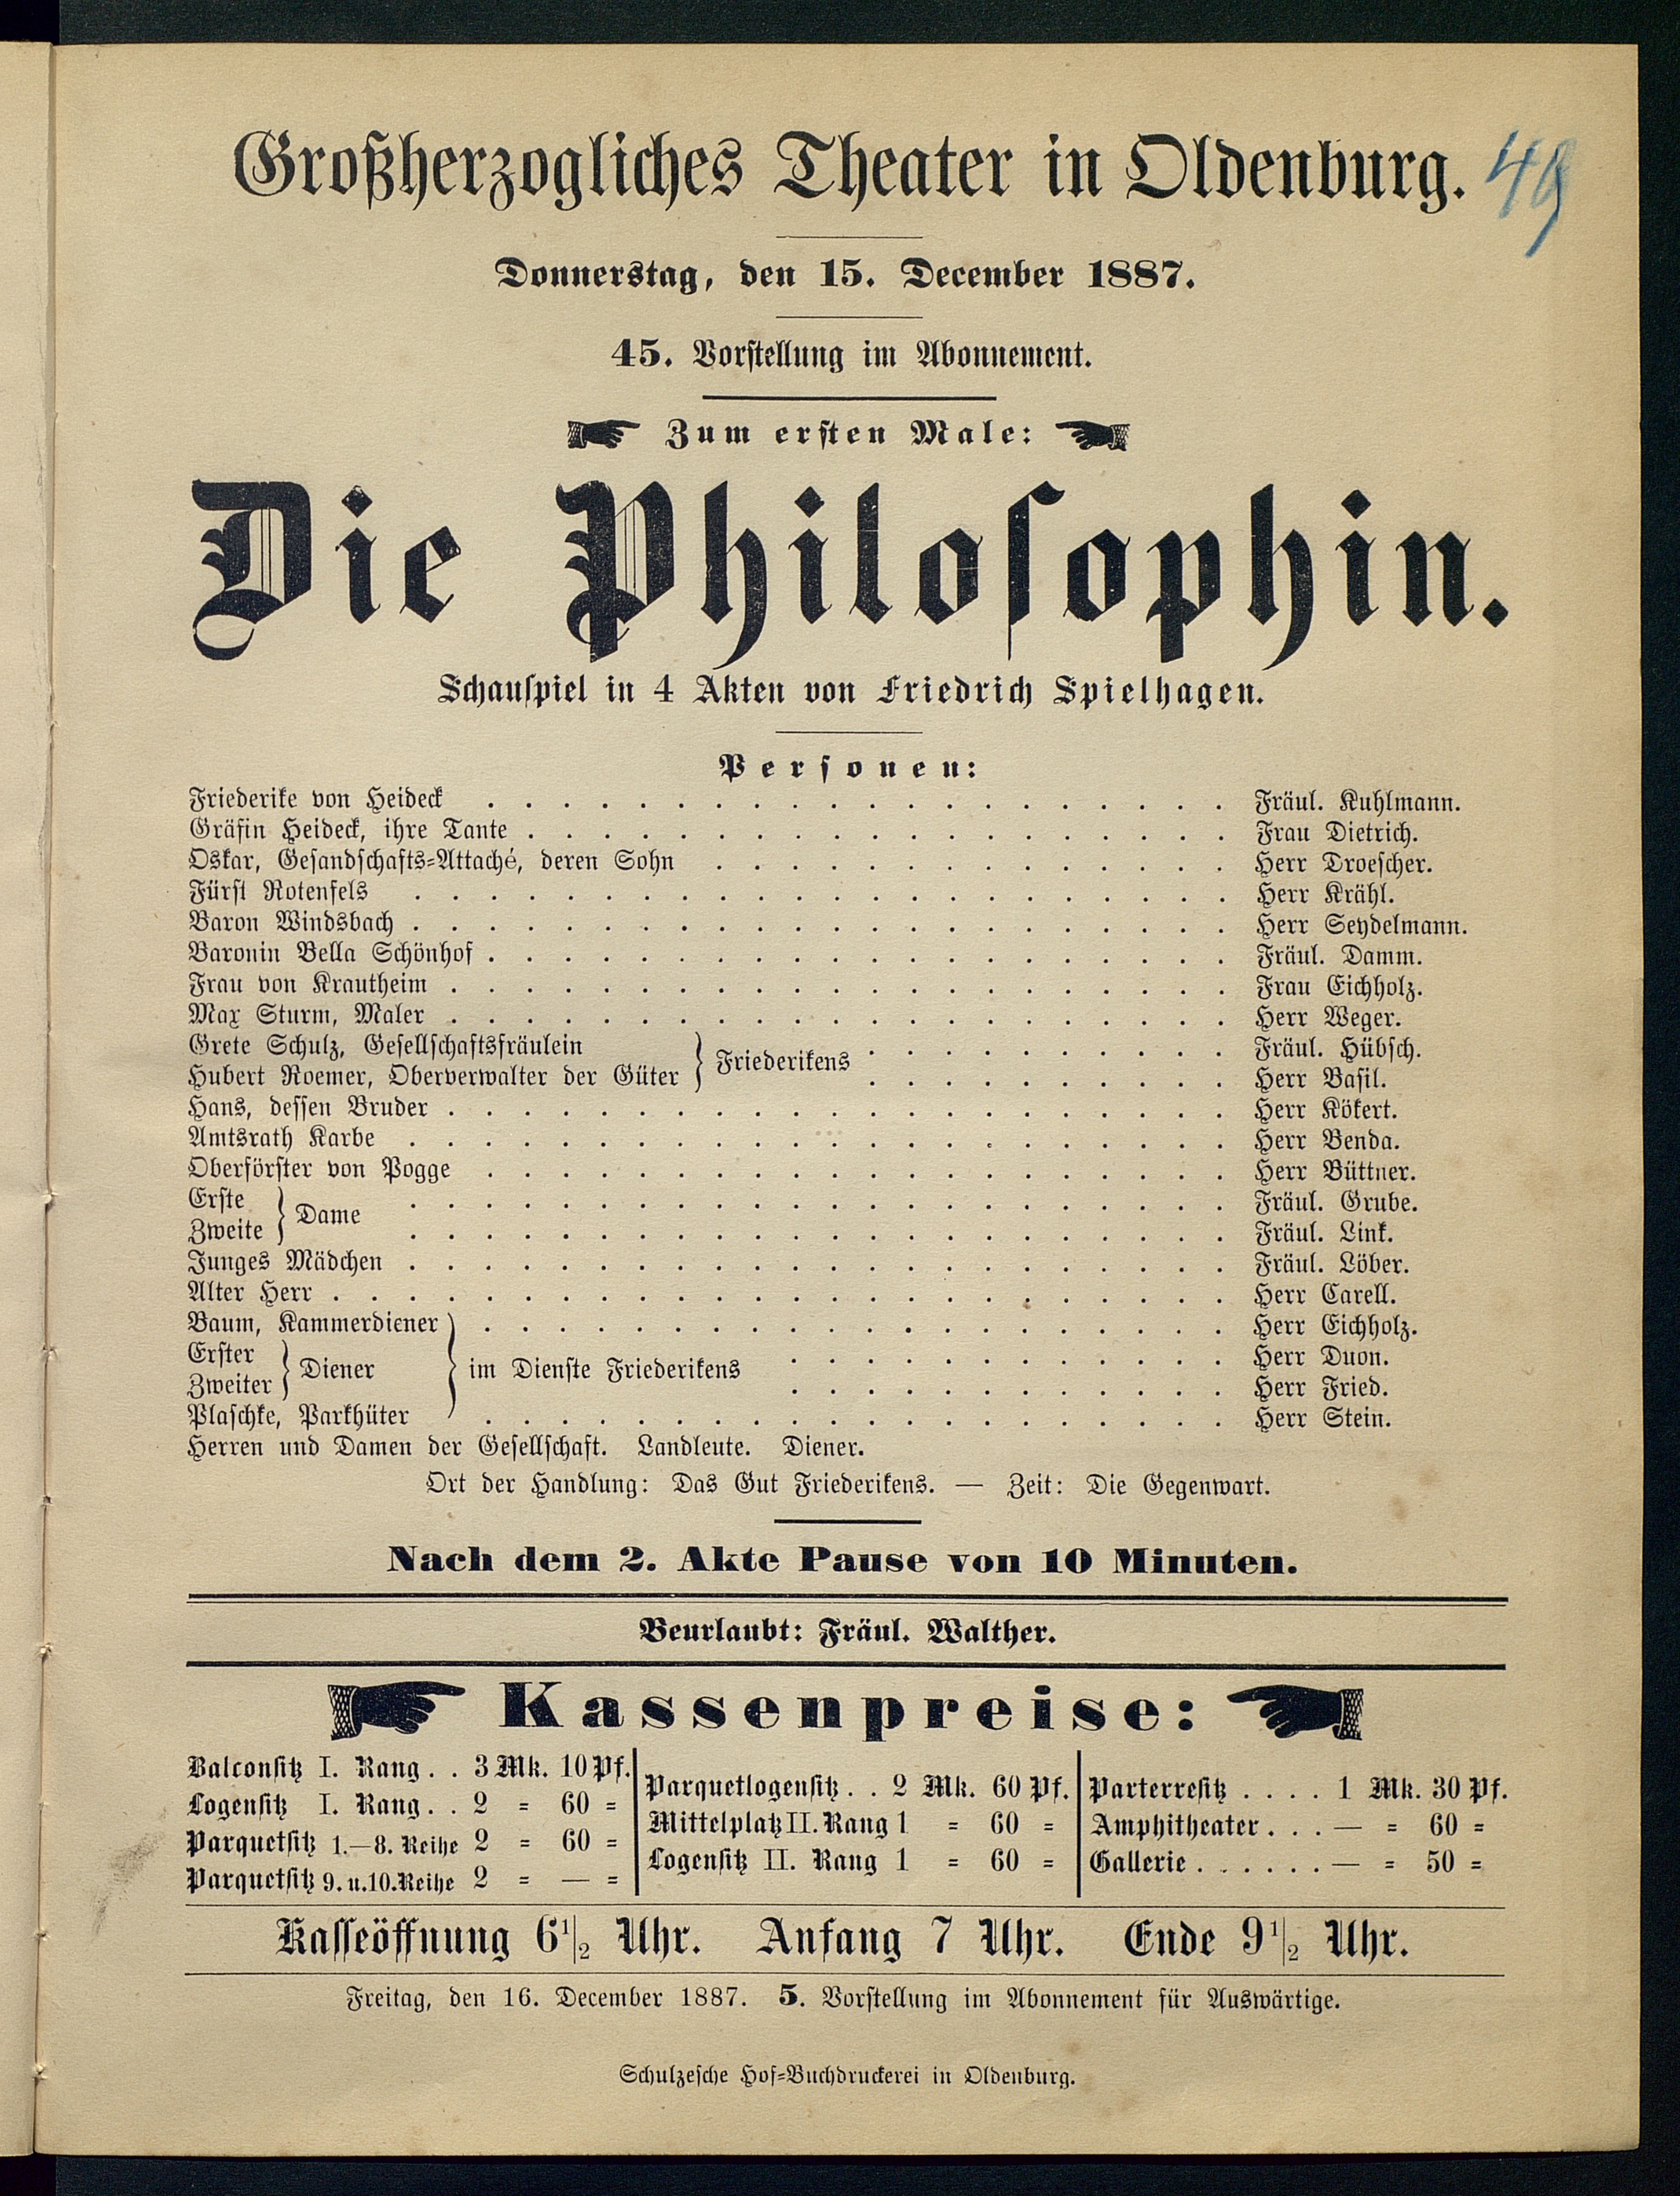 Großherzogliches Theater in Oldenburg. 49
Donnerstag, den 15. December 1887.
45. Vorstellung im Abonnement.
Zum ersten Male:
Die Philosophin.
Schauspiel in 4 Akten von Friedrich Spielhagen.
Personen:
Friederike von Heideck . . . . . . . . . . Fräul. Kuhlmann.
Gräfin Heideck, ihre Tante . . . . . . . . . . Frau Dietrich.
Oskar, Gesandschafts-Attaché, deren Sohn . . . . . . . . . . Herr Droescher.
Fürst Rotenfels . . . . . . . . . . Herr Krähl.
Baron Windsbach . . . . . . . . . . Herr Seydelmann.
Baronin Bella Schönhof . . . . . . . . . . Fräul. Damm.
Frau von Krautheim . . . . . . . . . . Frau Eichholz.
Max Sturm, Maler . . . . . . . . . . Herr Weger.
Grete Schulz, Gesellschaftsfräulein . . . . . . . . . . Fräul. Hübsch.
} Friederikens
Hubert Roemer, Oberverwalter der Güter . . . . . . . . . . Herr Basil.
Hans, dessen Bruder . . . . . . . . . . Herr Kökert.
Amtsrath Karbe . . . . . . . . . . Herr Benda.
Oberförster von Pogge . . . . . . . . . . Herr Büttner.
Erste . . . . . . . . . . Fräul. Grube.
} Dame
Zweite . . . . . . . . . . Fräul. Link.
Junges Mädchen . . . . . . . . . . Fräul. Löber.
Alter Herr . . . . . . . . . . Herr Carell.
Baum, Kammerdiener . . . . . . . . . . Herr Eichholz.
Erster . . . . . . . . . . Herr Duon.
} Diener } im Dienste Friederikens
Zweiter . . . . . . . . . . Herr Fried.
Plaschke, Parkhüter . . . . . . . . . . Herr Stein.
Herren und Damen der Gesellschaft. Landleute. Diener.
Ort der Handlung: Das Gut Friederikens. — Zeit: Die Gegenwart.
Nach dem 2. Akte Pause von 10 Minuten.
Beurlaubt: Fräul. Walther.
Kassenpreise:
Balconsitz I. Rang . . 3 Mk. 10 Pf.
Logensitz I. Rang . . 2 = 60 =
Parquetsitz 1.—8. Reihe 2 = 60 =
Parquetsitz 9. u. 10. Reihe 2 = — =
Parquetlogensitz . . 2 Mk. 60 Pf.
Mittelplatz II. Rang 1 = 60 =
Logensitz II. Rang 1 = 60 =
Parterresitz . . . . 1 Mk. 30 Pf.
Amphitheater . . . — = 60 =
Gallerie . . . . . . — = 50 =
Kasseöffnung 6 1/2 Uhr. Anfang 7 Uhr. Ende 9 1/2 Uhr.
Freitag, den 16. December 1887. 5. Vorstellung im Abonnement für Auswärtige.
Schulzesche Hof-Buchdruckerei in Oldenburg.